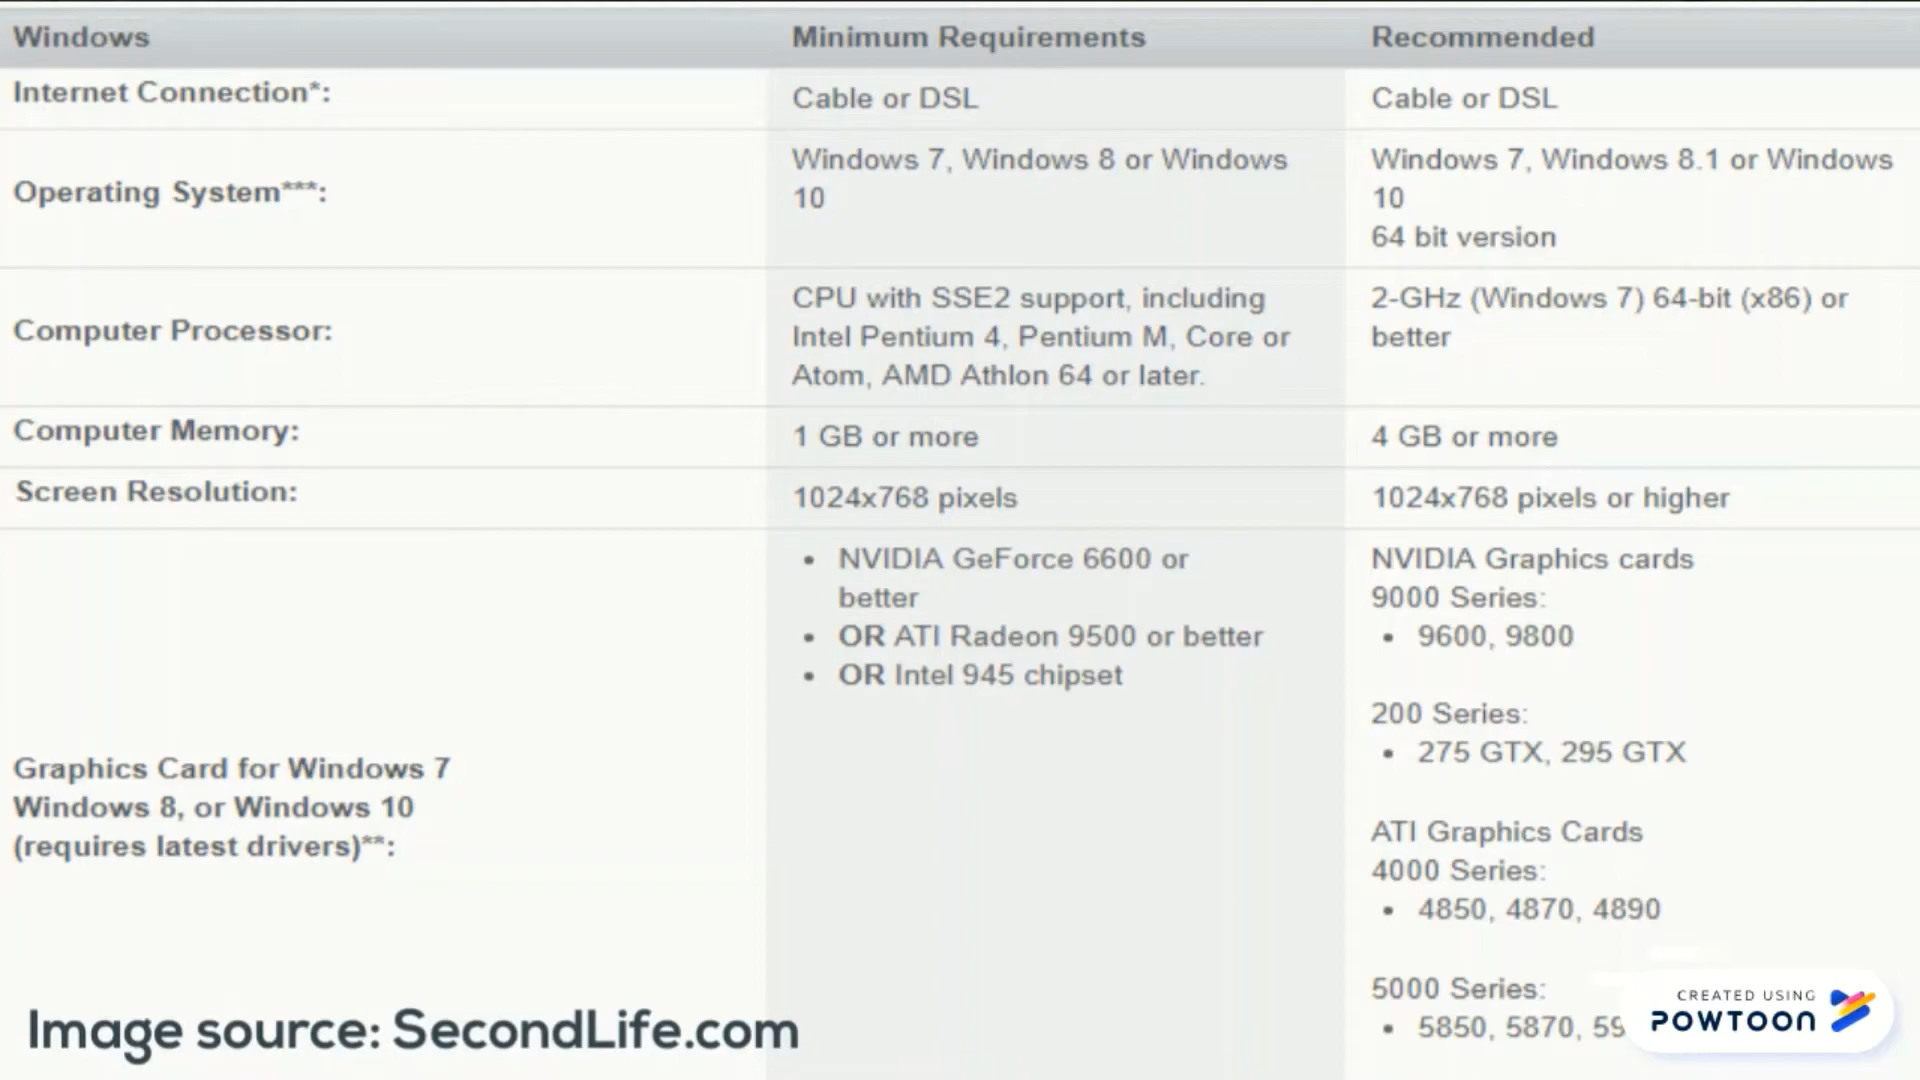 Windows Minimum Requirements Recommended
Internet Connection*: Cable or DSL Cable or DSL
Operating System***: Windows 7, Windows 8 or Windows
10
Windows 7, Windows 8.1 or Windows
10
64 bit version
Computer Processor: CPU with SSE2 support, including
Intel Pentium 4, Pentium M, Core or
Atom, AMD Athlon 64 or later.
2-GHz (Windows 7) 64-bit (x86) or
better
Computer Memory: 1 GB or more 4 GB or more
Screen Resolution: 1024x768 pixels 1024x768 pixels or higher
Graphics Card for Windows 7
Windows 8, or Windows 10
(requires latest drivers)**:
• NVIDIA GeForce 6600 or
better
• OR ATI Radeon 9500 or better
• OR Intel 945 chipset
NVIDIA Graphics cards
9000 Series:
• 9600, 9800
200 Series:
• 275 GTX, 295 GTX
ATI Graphics Cards
4000 Series:
• 4850, 4870, 4890
5000 Series:
• 5850, 5870,
Image source: SecondLife.com
CREATED USING
POWTOON